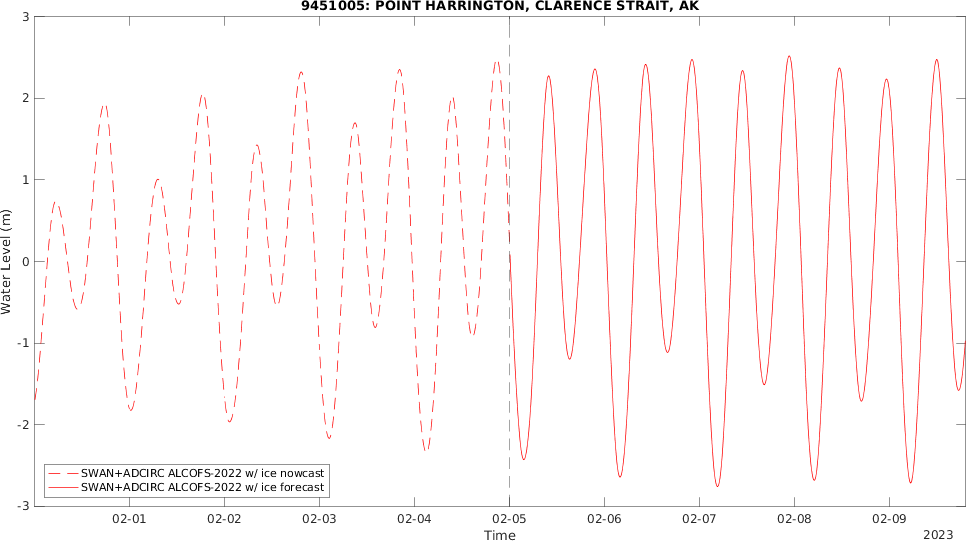 9451005: POINT HARRINGTON, CLARENCE STRAIT, AK
3
2
1
0
-1
-2
-3
Water Level (m)
SWAN+ADCIRC ALCOFS-2022 w/ ice nowcast
SWAN+ADCIRC ALCOFS-2022 w/ ice forecast
02-01 02-02 02-03 02-04 02-05 02-06 02-07 02-08 02-09
Time
2023